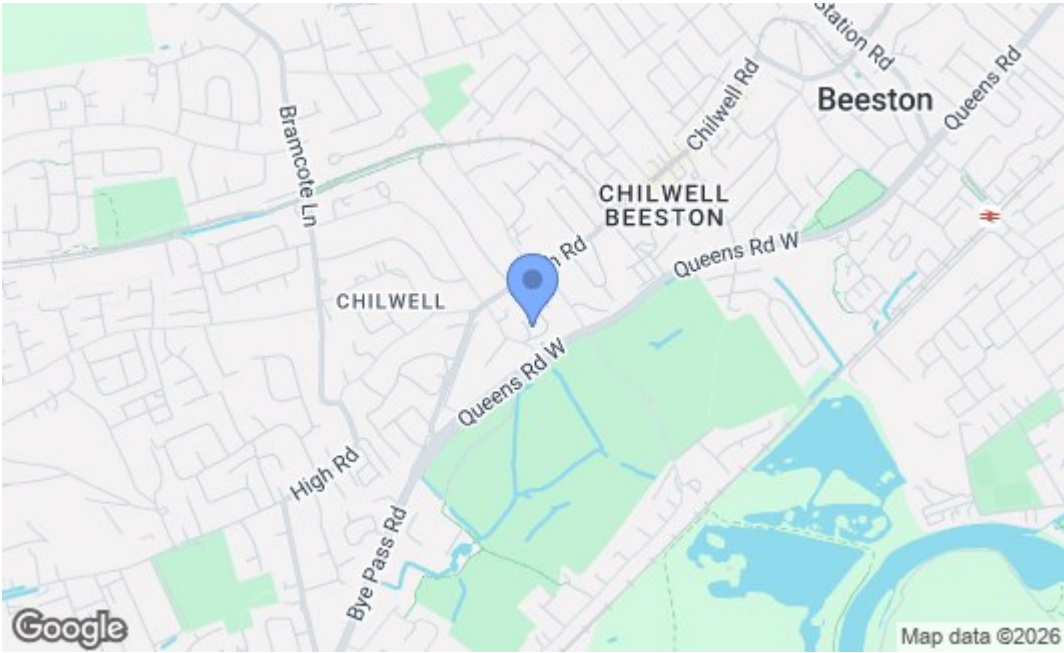 Station Rd
Queens Rd
Beeston
Chilwell Rd
Bramcote Ln
CHILWELL
BEESTON
Queens Rd W
Rd
CHILWELL
Queens Rd W
High Rd
Bye Pass Rd
Google
Map data ©2026